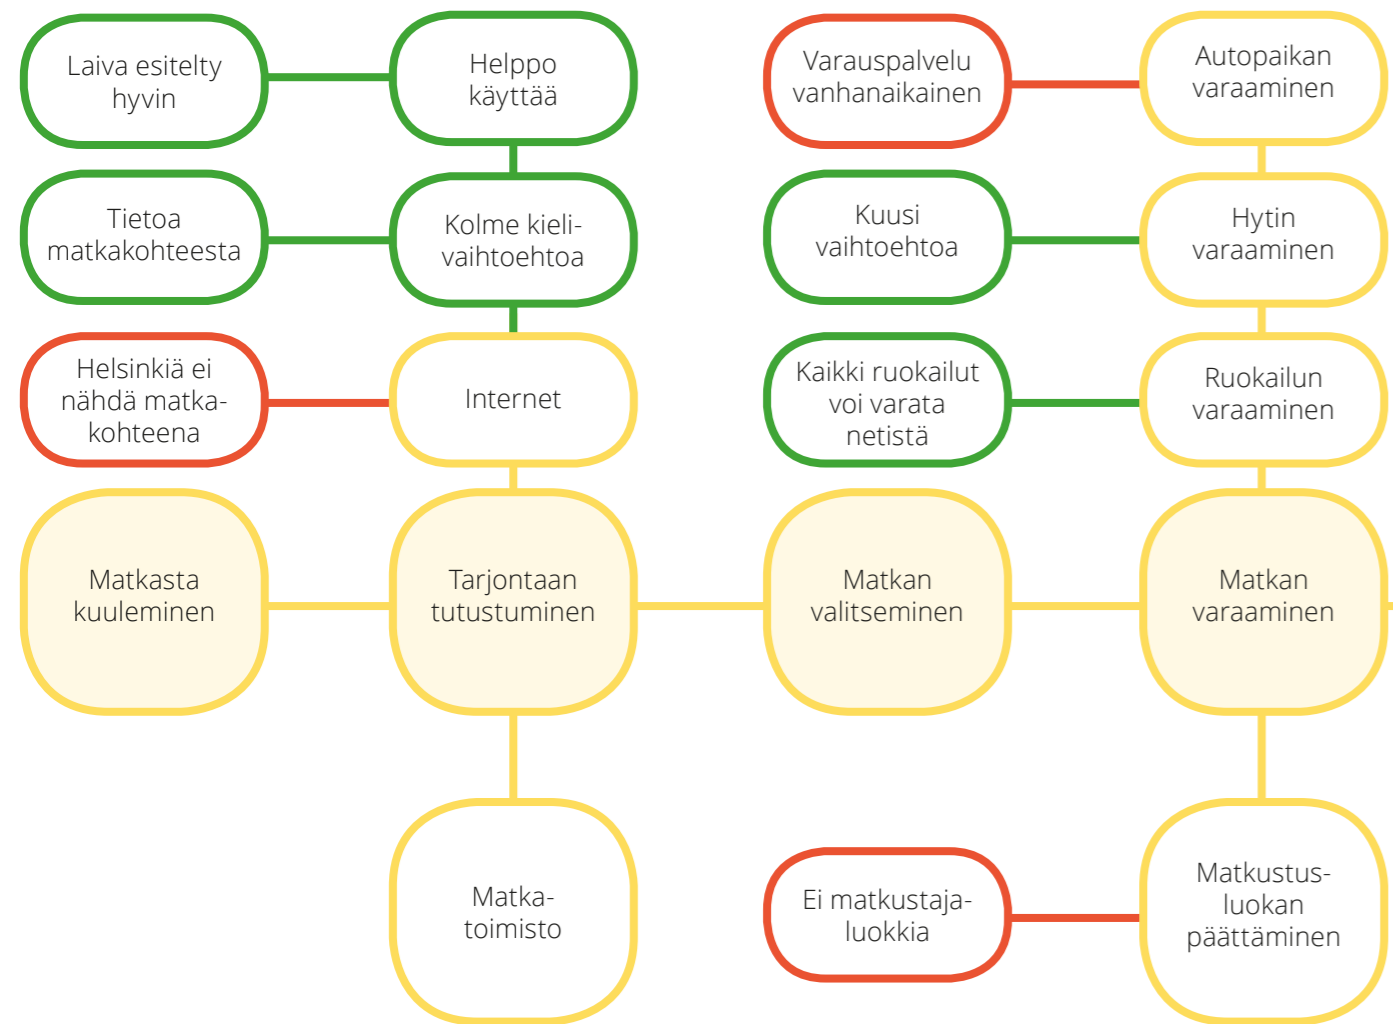 Laiva esitelty
hyvin
Helppo
käyttää
Varauspalvelu
vanhanaikainen
Autopaikan
varaaminen
Tietoa
matkakohteesta
Kolme kieli-
vaihtoehtoa
Kuusi
vaihtoehtoa
Hytin
varaaminen
Helsinkiä ei
nähdä matka-
kohteena
Internet
Kaikki ruokailut
voi varata
netistä
Ruokailun
varaaminen
Matkasta
kuuleminen
Tarjontaan
tutustuminen
Matkan
valitseminen
Matkan
varaaminen
Matka-
toimisto
Ei matkustaja-
luokkia
Matkustus-
luokan
päättäminen